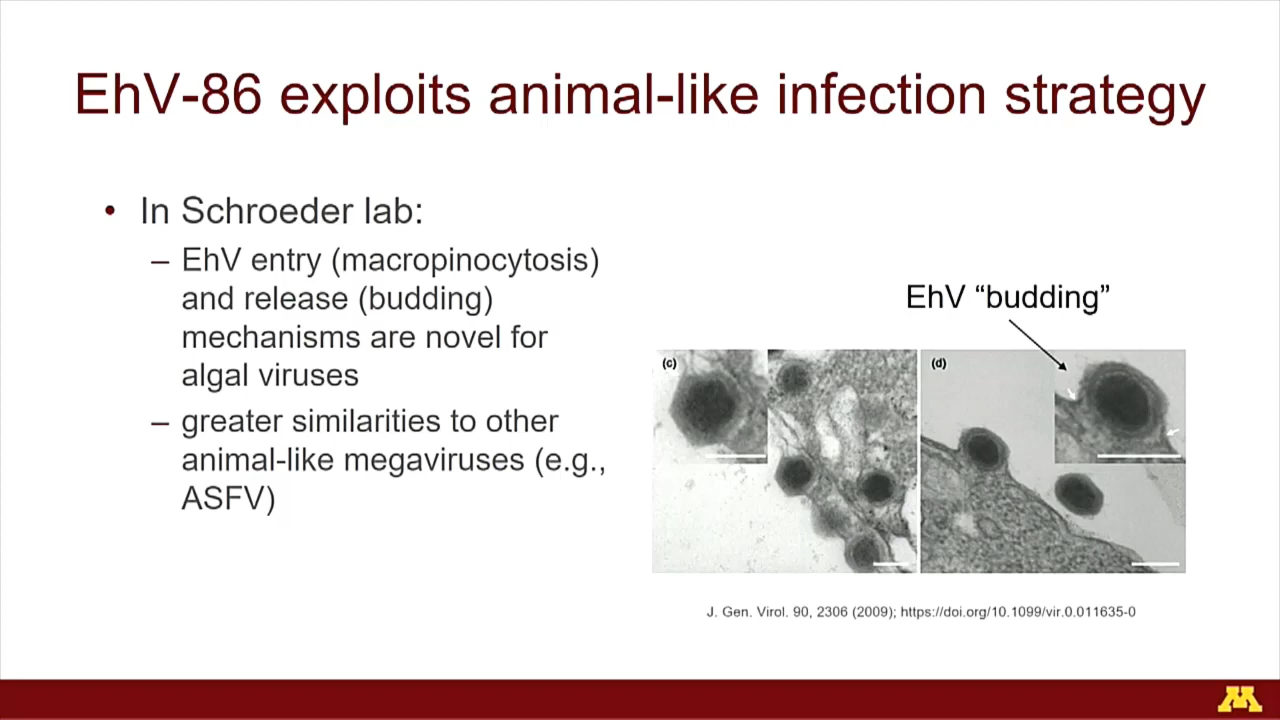 EhV-86 exploits animal-like infection strategy
• In Schroeder lab:
– EhV entry (macropinocytosis)
and release (budding)
mechanisms are novel for
algal viruses
– greater similarities to other
animal-like megaviruses (e.g.,
ASFV)
EhV “budding”
(c)
(d)
J. Gen. Virol. 90, 2306 (2009); https://doi.org/10.1099/vir.0.011635-0
M